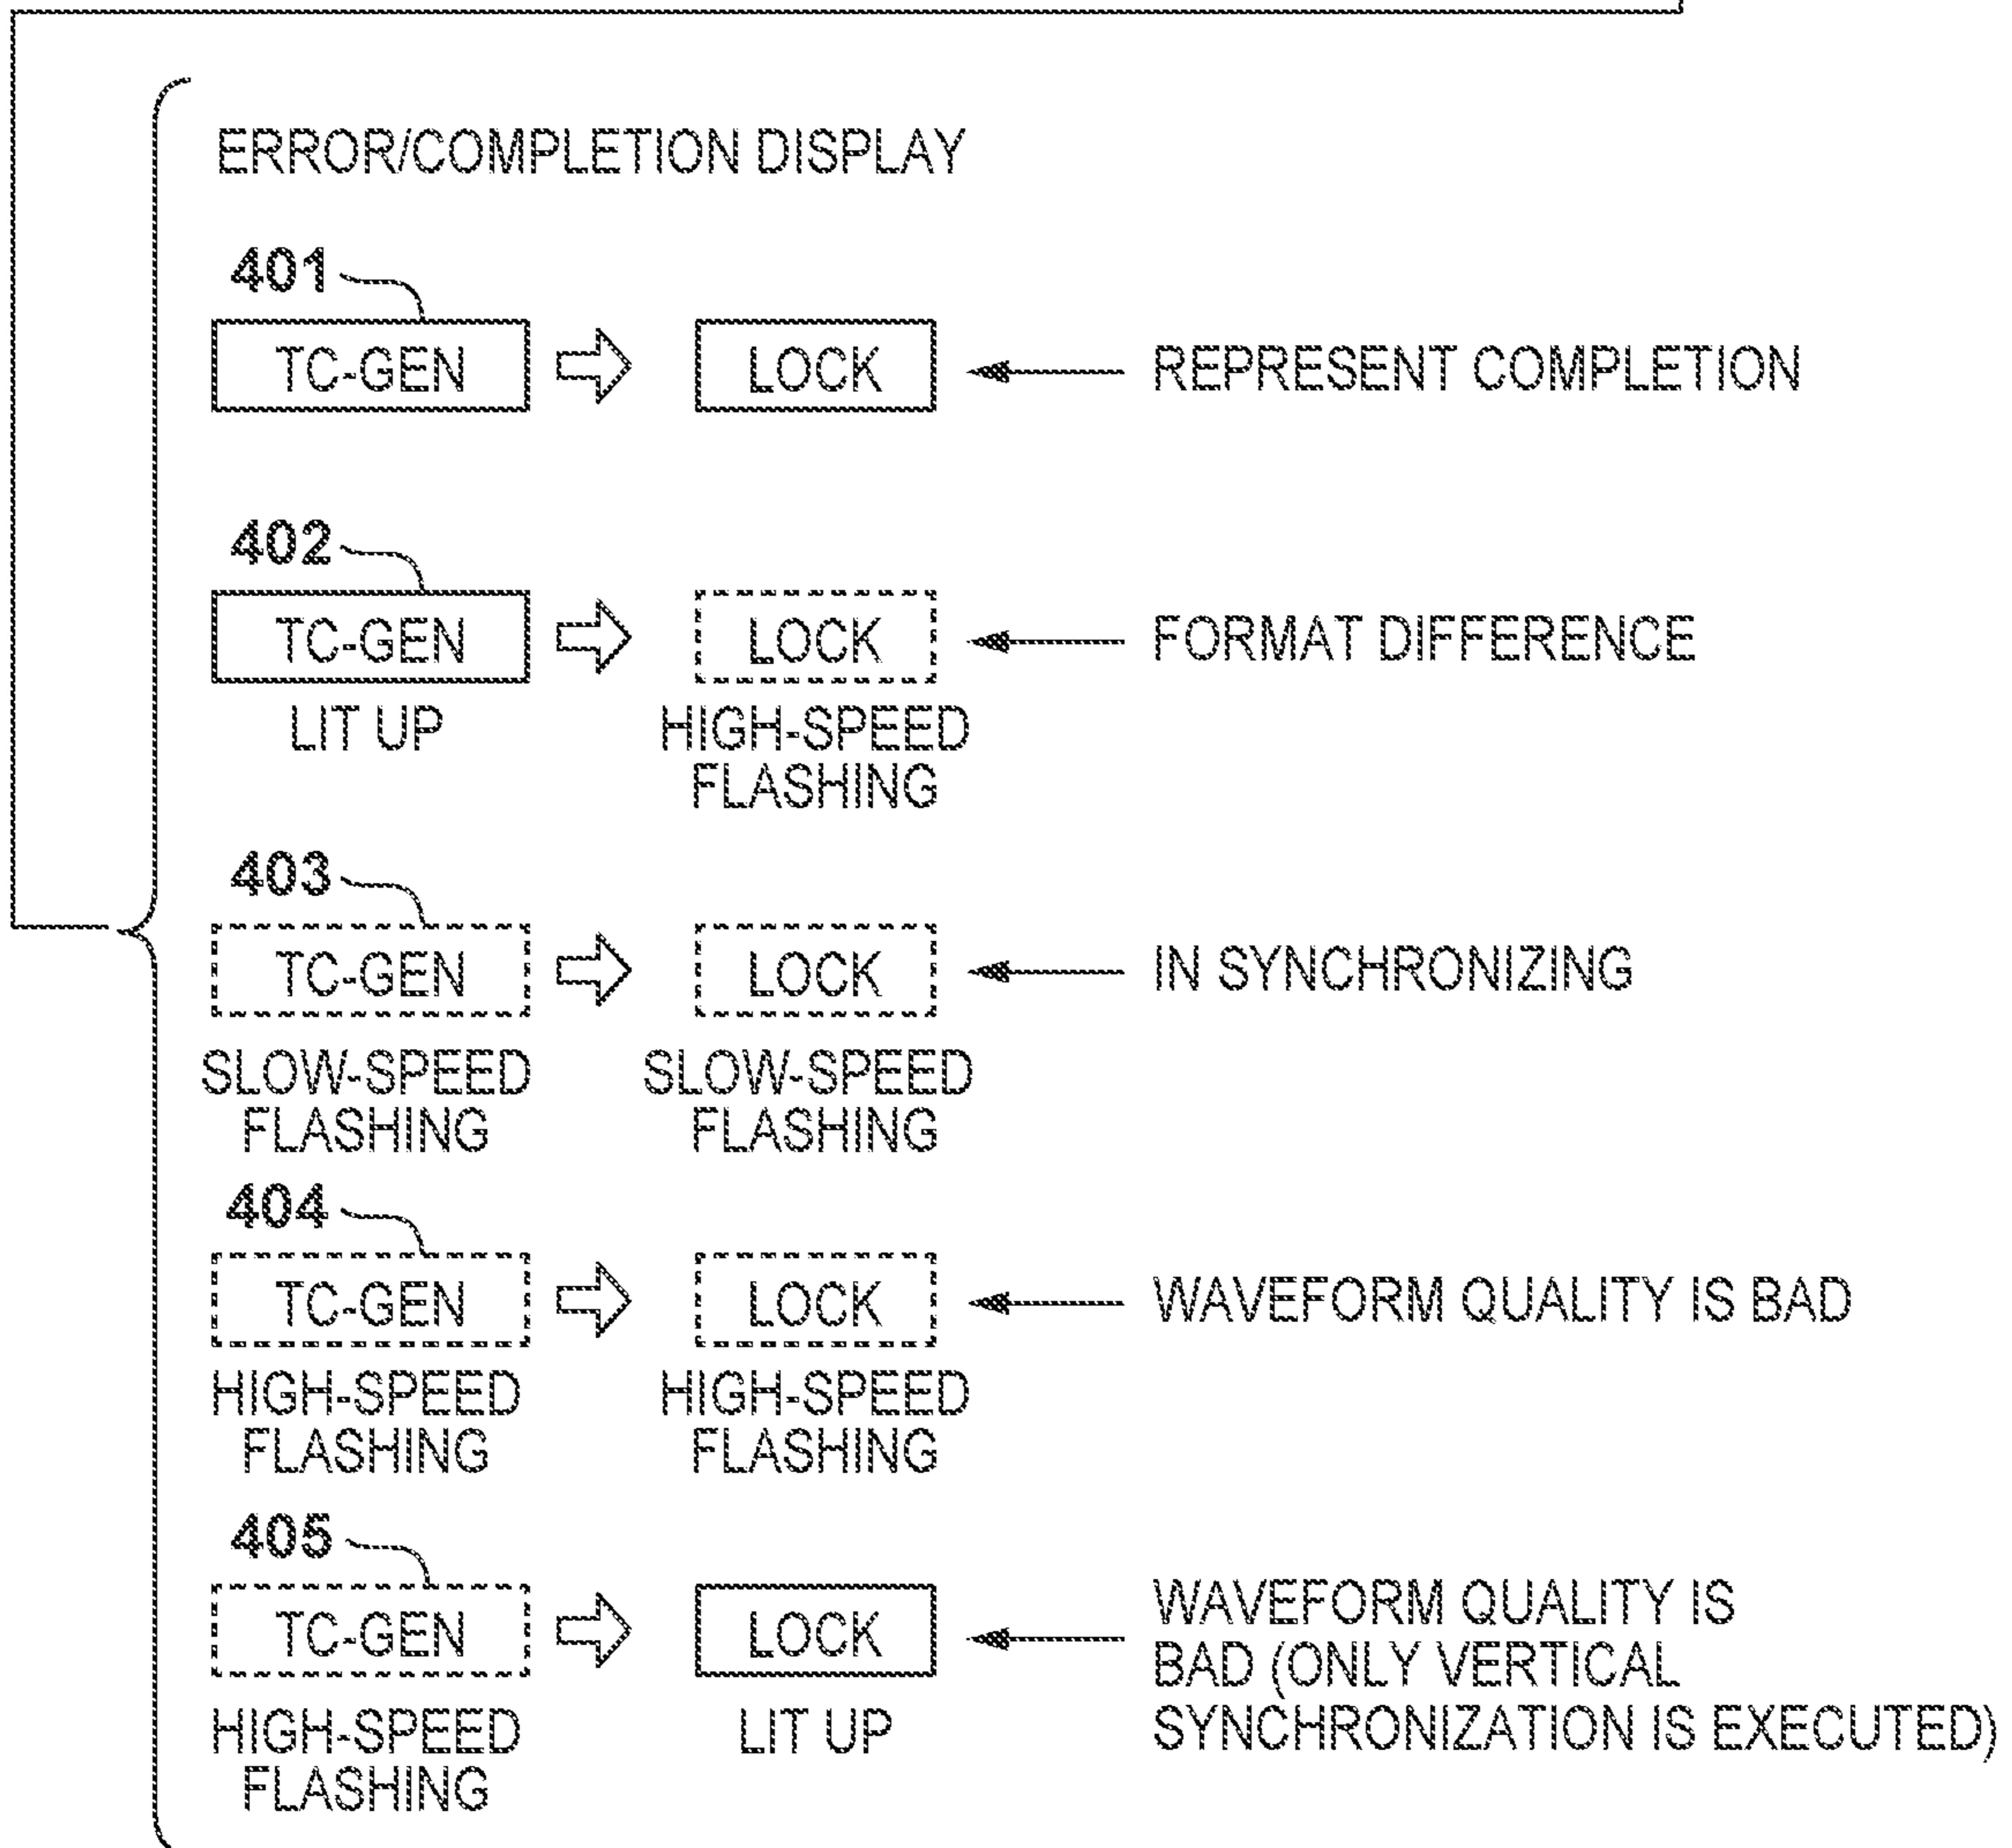 ERROR/COMPLETION DISPLAY
401
TC-GEN LOCK REPRESENT COMPLETION
402
TC-GEN LOCK FORMAT DIFFERENCE
LIT UP HIGH-SPEED
FLASHING
403
TC-GEN LOCK IN SYNCHRONIZING
SLOW-SPEED SLOW-SPEED
FLASHING FLASHING
404
TC-GEN LOCK WAVEFORM QUALITY IS BAD
HIGH-SPEED HIGH-SPEED
FLASHING FLASHING
405
TC-GEN LOCK
WAVEFORM QUALITY IS
BAD (ONLY VERTICAL
SYNCHRONIZATION IS EXECUTED)
HIGH-SPEED LIT UP
FLASHING